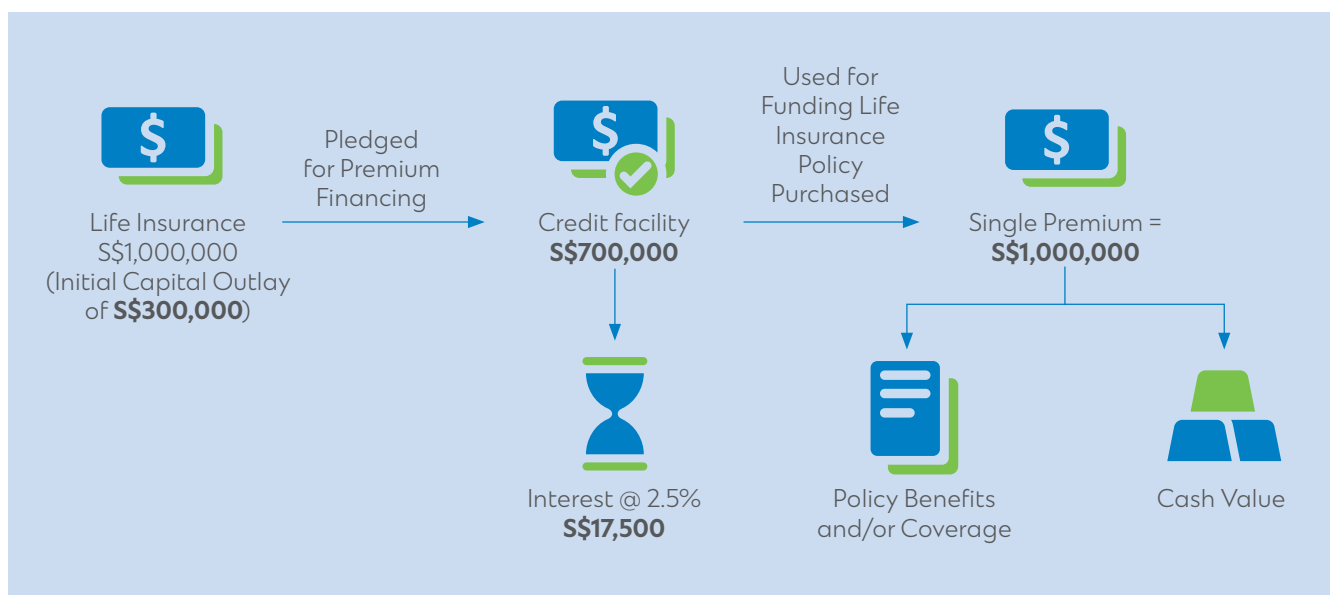 $
Life Insurance
S$1,000,000
(Initial Capital Outlay
of S$300,000)
Pledged
for Premium
Financing
$
Credit facility
S$700,000
Interest @ 2.5%
S$17,500
Used for
Funding Life
Insurance
Policy
Purchased
$
Single Premium =
S$1,000,000
Policy Benefits
and/or Coverage
Cash Value